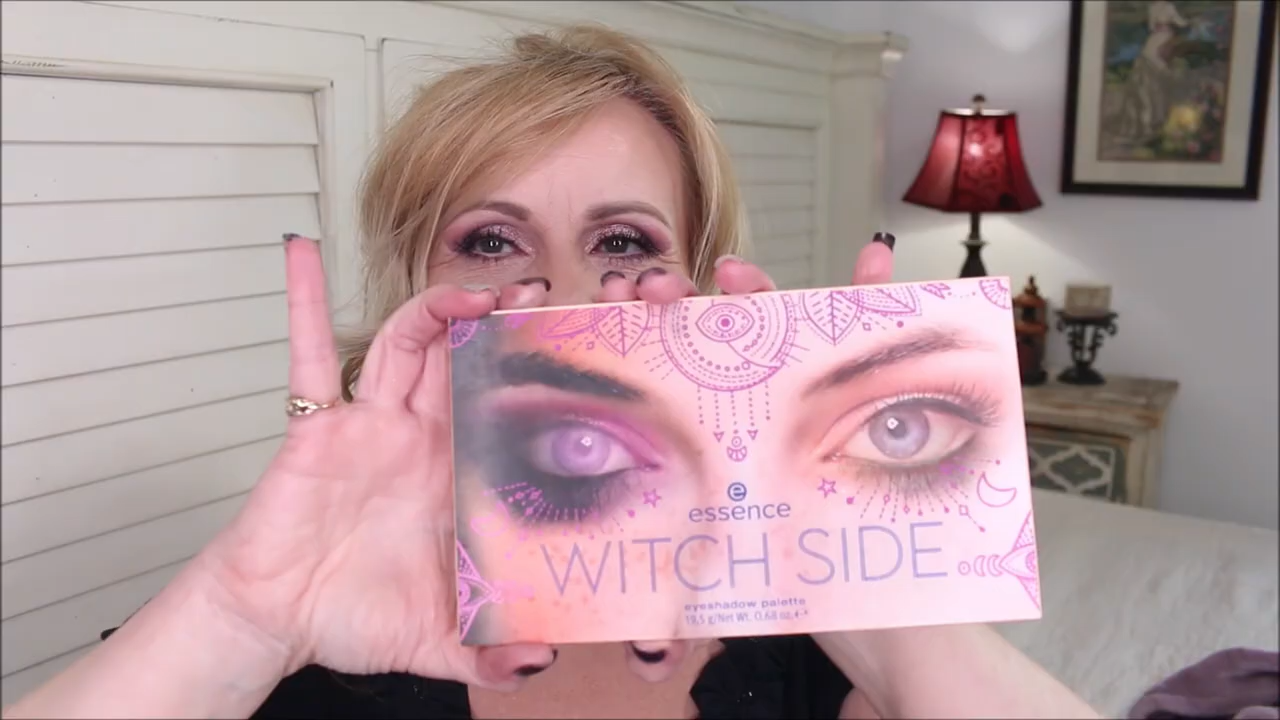 e
essence
WITCH SIDE
eyeshadow palette
19,5 g/Net Wt. 0.68 oz. e